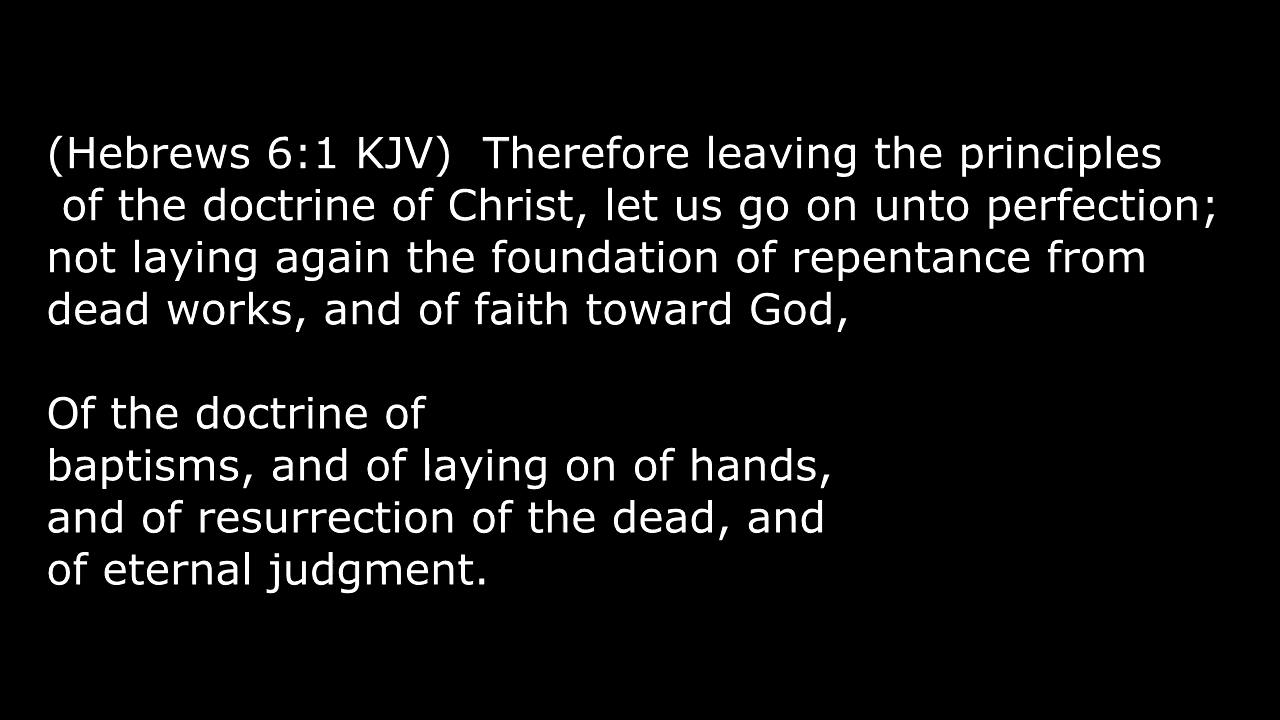 (Hebrews 6:1 KJV)  Therefore leaving the principles
of the doctrine of Christ, let us go on unto perfection;
not laying again the foundation of repentance from
dead works, and of faith toward God,
Of the doctrine of
baptisms, and of laying on of hands,
and of resurrection of the dead, and
of eternal judgment.